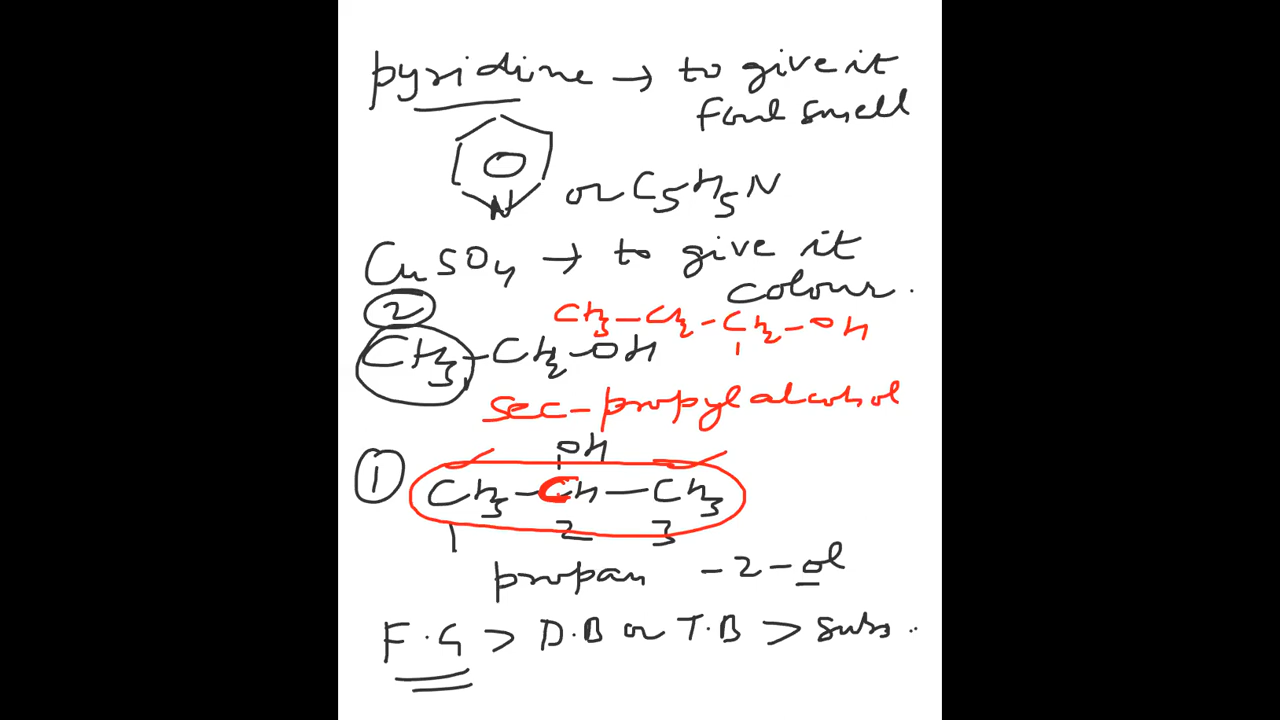 pyridine → to give it
foul smell
N or C5H5N
CuSO4 → to give it
colour.
2 CH3-CH2-CH2-OH
CH3-CH2-OH
sec-propyl alcohol
OH
1 CH3-CH-CH3
1 2 3
propan -2-ol
F.G > D.B or T.B > subs..